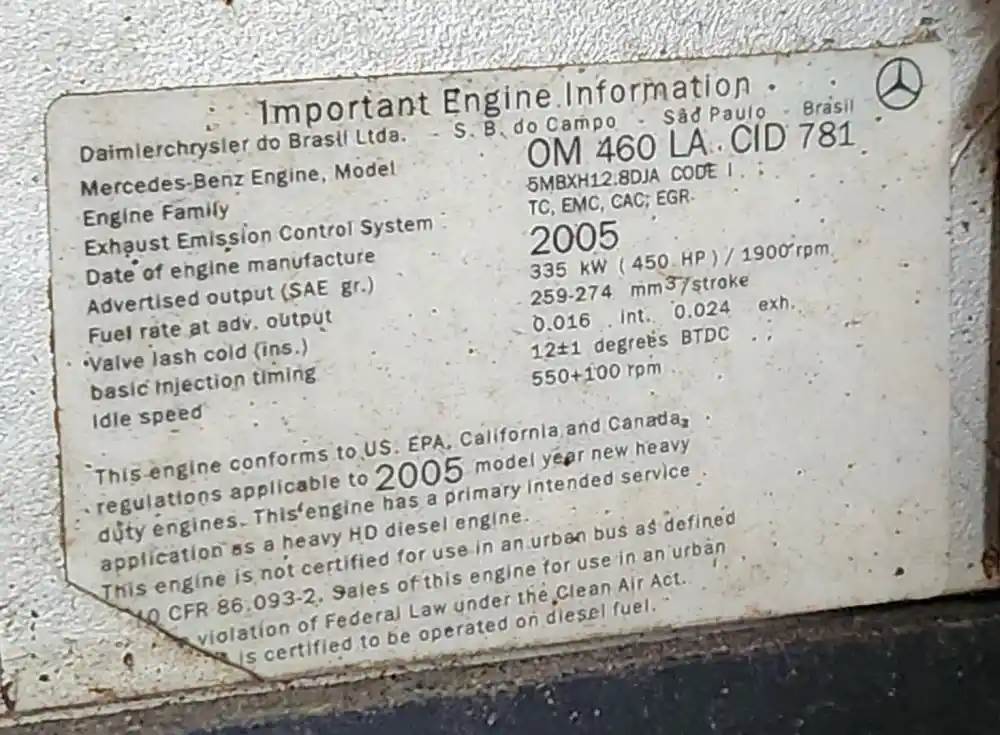 Important Engine Information
Daimlerchrysler do Brasil Ltda. - S. B. do Campo - Sâd Paulo - Brasil
Mercedes-Benz Engine, Model OM 460 LA. CID 781
Engine Family 5MBXH12.8DJA CODE I
Exhaust Emission Control System TC, EMC, CAC, EGR
Date of engine manufacture 2005
Advertised output (SAE gr.) 335 kW (450 HP) / 1900 rpm
Fuel rate at adv. output 259-274 mm3/stroke
Valve lash cold (ins.) 0.016 int. 0.024 exh.
basic Injection timing 12±1 degrees BTDC
Idle speed 550+100 rpm
This engine conforms to US. EPA, California and Canada,
regulations applicable to 2005 model year new heavy
duty engines. This engine has a primary intended service
application as a heavy HD diesel engine.
This engine is not certified for use in an urban bus as defined
CFR 86.093-2. Sales of this engine for use in an urban
violation of Federal Law under the Clean Air Act.
is certified to be operated on diesel fuel.